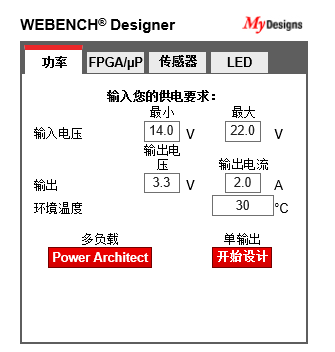 WEBENCH® Designer MyDesigns
功率 FPGA/μP 传感器 LED
输入您的供电要求：
最小 最大
输入电压 14.0 V 22.0 V
输出电
压 输出电流
输出 3.3 V 2.0 A
环境温度 30 °C
多负载 单输出
Power Architect 开始设计